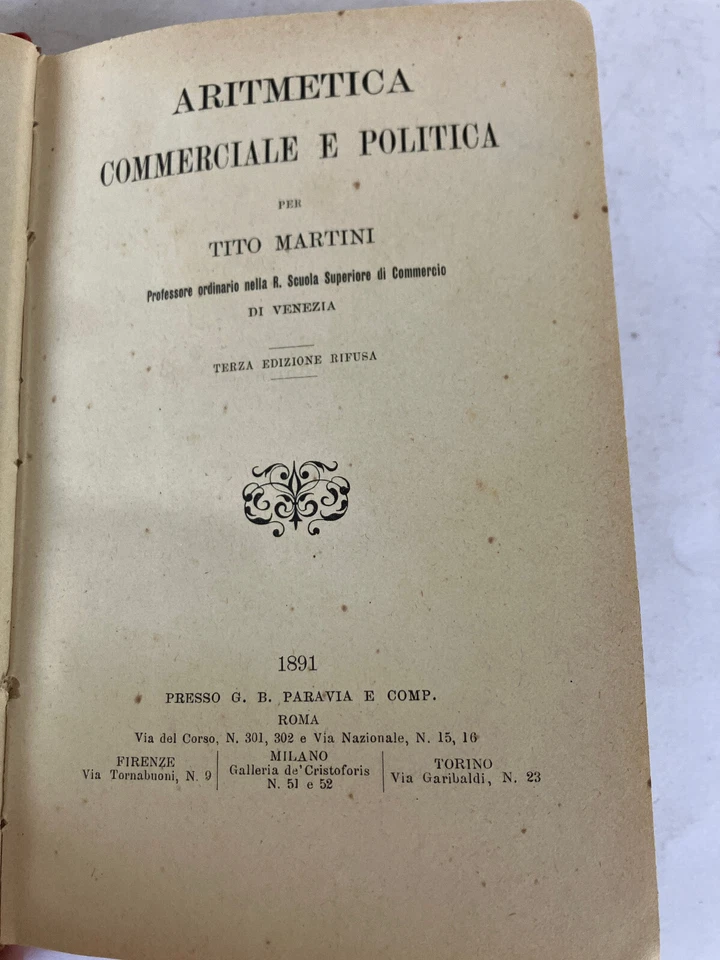 ARITMETICA
COMMERCIALE E POLITICA
PER
TITO MARTINI
Professore ordinario nella R. Scuola Superiore di Commercio
DI VENEZIA
TERZA EDIZIONE RIFUSA
1891
PRESSO G. B. PARAVIA E COMP.
ROMA
Via del Corso, N. 301, 302 e Via Nazionale, N. 15, 16
FIRENZE
Via Tornabuoni, N. 9
MILANO
Galleria de' Cristoforis
N. 51 e 52
TORINO
Via Garibaldi, N. 23